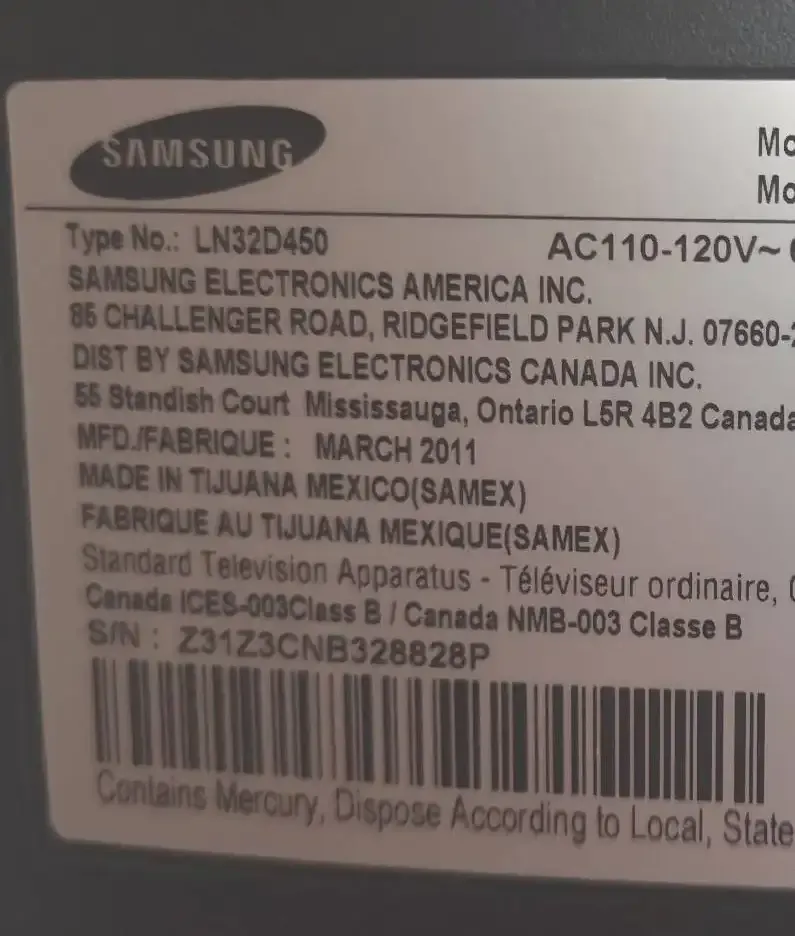 SAMSUNG
Mo
Mo
Type No.: LN32D450
AC110-120V~
SAMSUNG ELECTRONICS AMERICA INC.
85 CHALLENGER ROAD, RIDGEFIELD PARK N.J. 07660-
DIST BY SAMSUNG ELECTRONICS CANADA INC.
55 Standish Court Mississauga, Ontario L5R 4B2 Canada
MFD./FABRIQUE : MARCH 2011
MADE IN TIJUANA MEXICO(SAMEX)
FABRIQUE AU TIJUANA MEXIQUE(SAMEX)
Standard Television Apparatus - Téléviseur ordinaire,
Canada ICES-003Class B / Canada NMB-003 Classe B
S/N : Z31Z3CNB328828P
Contains Mercury, Dispose According to Local, State